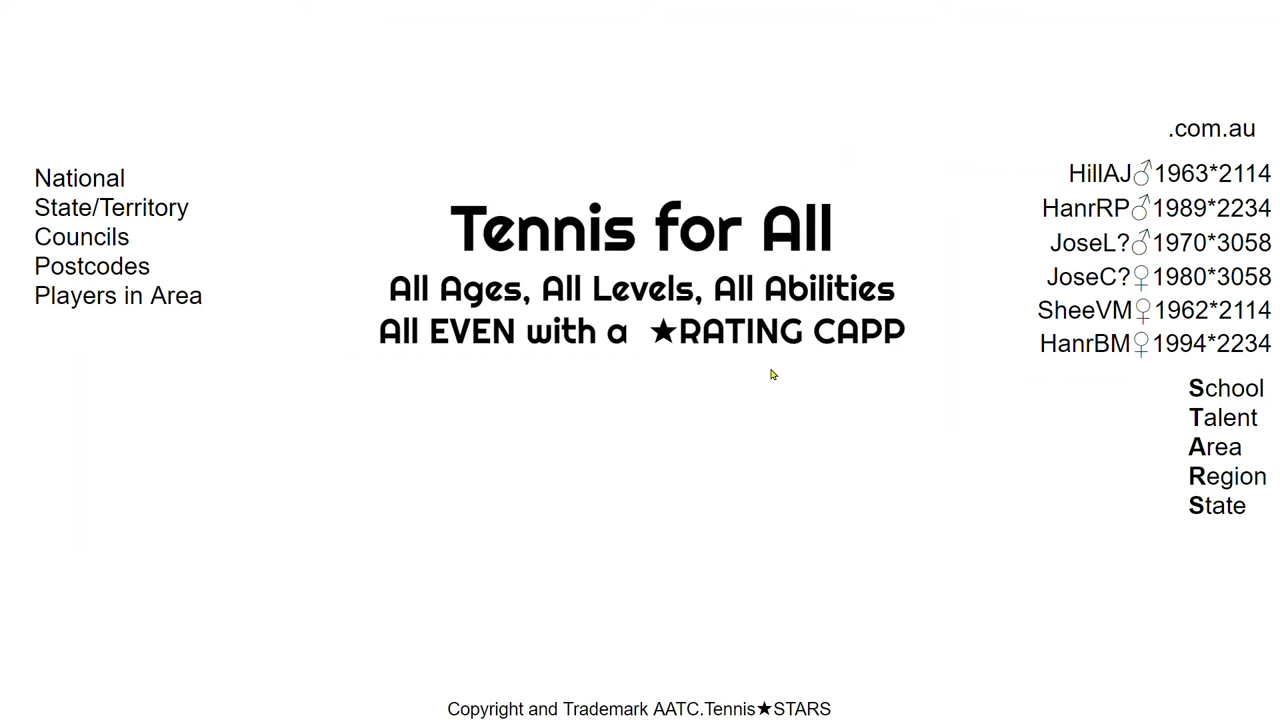 .com.au
National
State/Territory
Councils
Postcodes
Players in Area
Tennis for All
All Ages, All Levels, All Abilities
All EVEN with a ★RATING CAPP
HillAJ♂1963*2114
HanrRP♂1989*2234
JoseL?♂1970*3058
JoseC?♀1980*3058
SheeVM♀1962*2114
HanrBM♀1994*2234
School
Talent
Area
Region
State
Copyright and Trademark AATC.Tennis★STARS